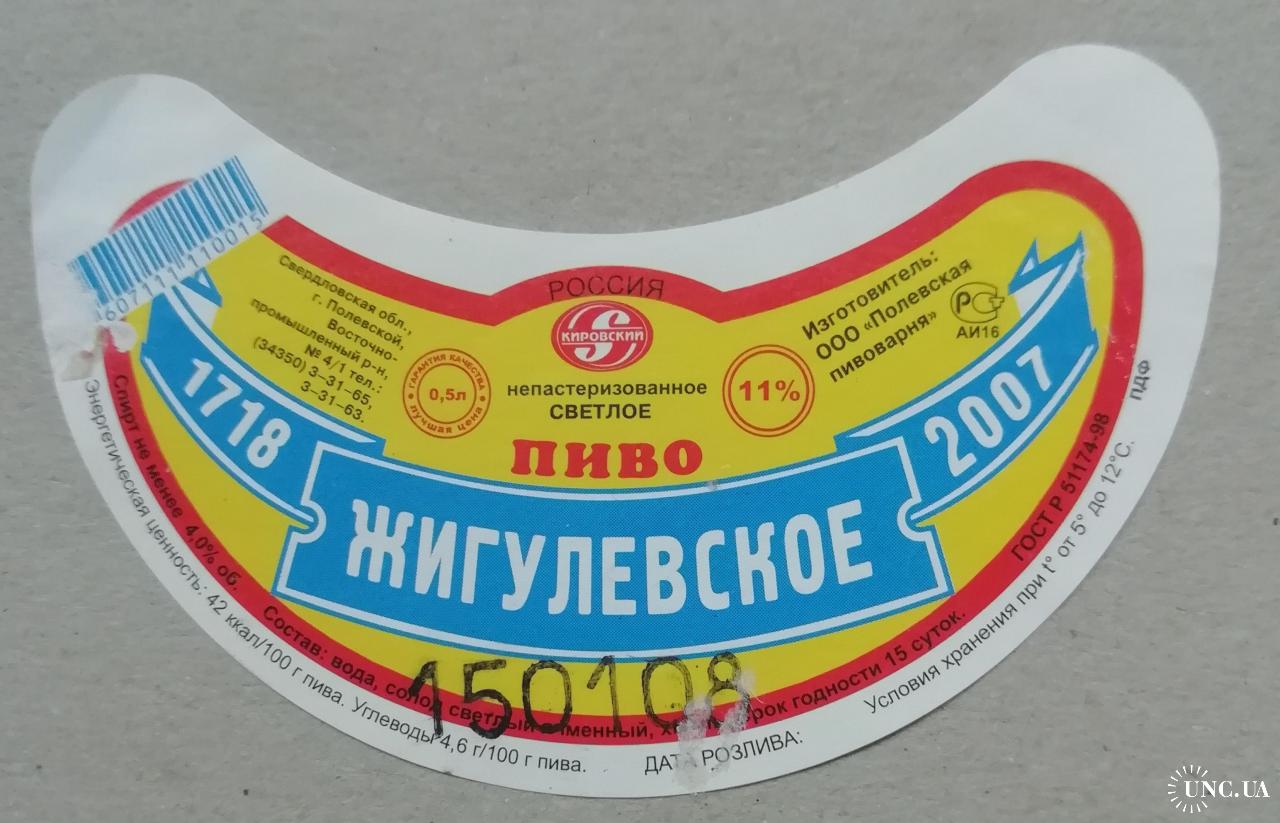 4607111110015
РОССИЯ
КИРОВСКИЙ
непастеризованное
СВЕТЛОЕ
ПИВО
ЖИГУЛЕВСКОЕ
1718
2007
Свердловская обл.,
г. Полевской,
Восточно-
промышленный р-н,
№ 4/1 тел.:
(34350) 3-31-65,
3-31-63.
ГАРАНТИЯ КАЧЕСТВА
0,5л
лучшая цена
11%
Изготовитель:
ООО «Полевская
пивоварня»
РСТ
АИ16
Спирт не менее 4,0% об. Состав: вода, солод светлый ячменный, срок годности 15 суток. ГОСТ Р 51174-98
Энергетическая ценность: 42 ккал/100 г пива. Углеводы 4,6 г/100 г пива. ДАТА РОЗЛИВА: Условия хранения при t° от 5° до 12°С. ПДФ
150108
UNC.UA